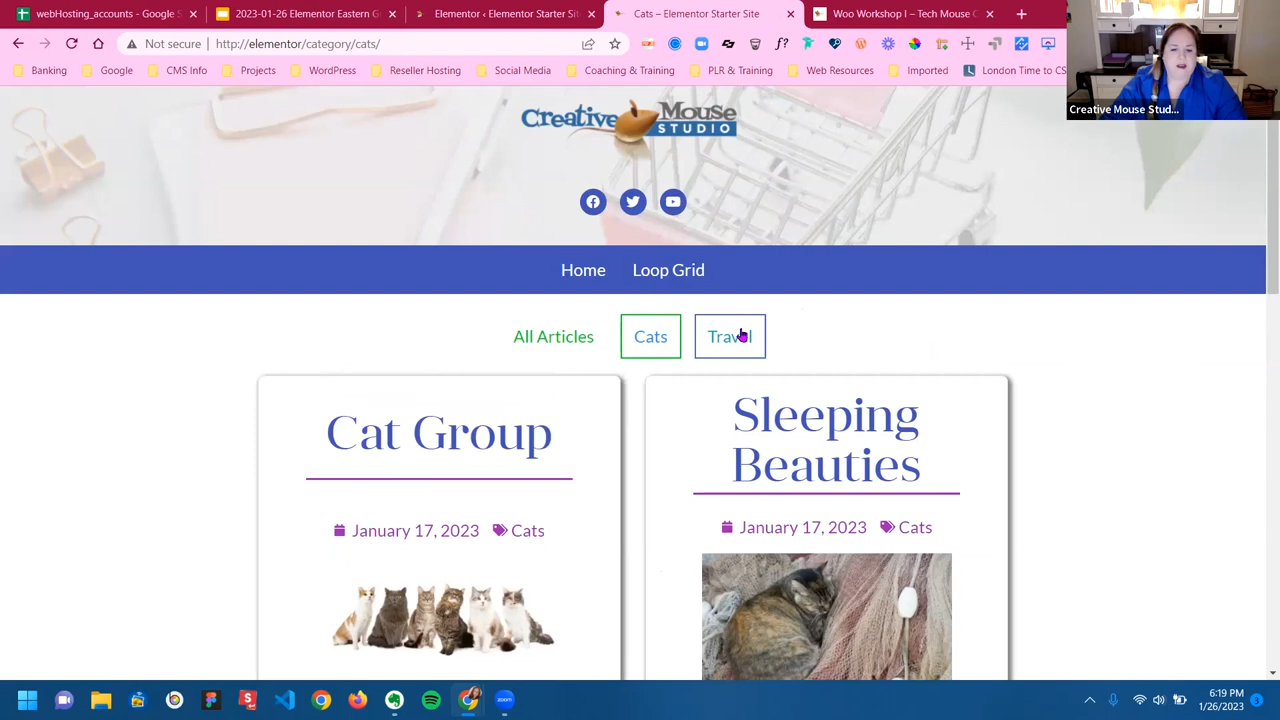 webHosting_accounts - Google S
2023-01-26 Elementor Eastern G
Elementor ‹ Elementor Starter Sit
Cats – Elementor Starter Site
Woo Workshop I – Tech Mouse C
Not secure
http://elementor/category/cats/
Banking
Google
CMS Info
Projects
WordPress
Reseller Hosting
Social Media
Coaching & Training
PLR & Training
Web Resources
Imports
London Time to CS
Creative Mouse Stud...
Creative Mouse
STUDIO
Home
Loop Grid
All Articles
Cats
Travel
Cat Group
January 17, 2023
Cats
Sleeping
Beauties
January 17, 2023
Cats
zoom
6:19 PM
1/26/2023
3